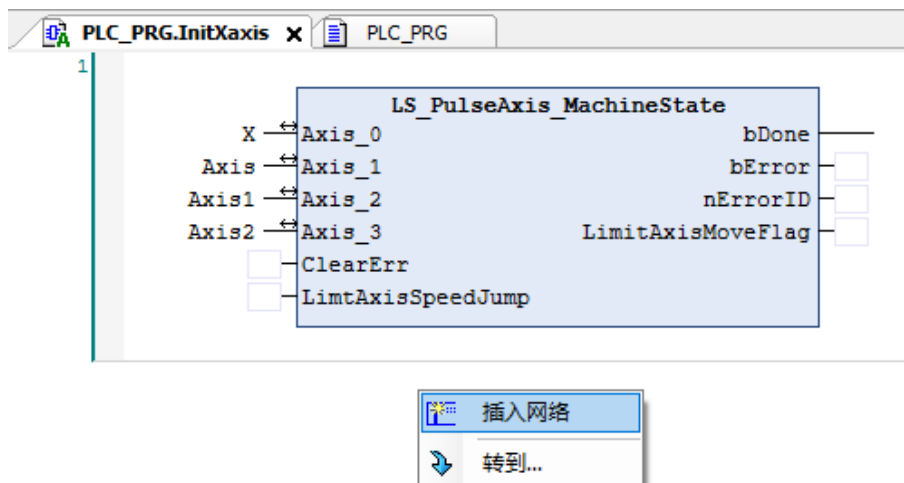 PLC_PRG.InitXaxis
PLC_PRG
1
LS_PulseAxis_MachineState
X Axis_0 bDone
Axis Axis_1 bError
Axis1 Axis_2 nErrorID
Axis2 Axis_3 LimitAxisMoveFlag
ClearErr
LimtAxisSpeedJump
插入网络
转到...